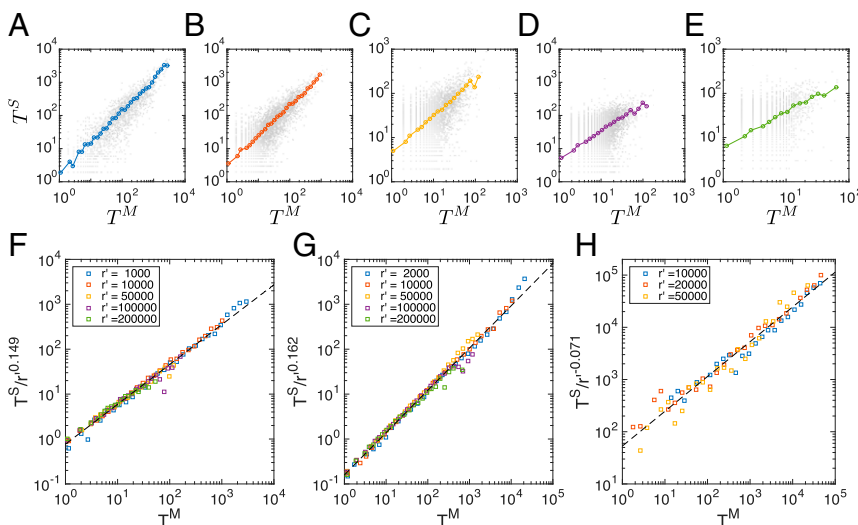 A
B
C
D
E
T'S
10^4
10^3
10^2
10^1
10^0
10^0
10^2
10^4
T^M
10^4
10^3
10^2
10^1
10^0
10^0
10^2
10^4
T^M
10^3
10^2
10^1
10^0
10^0
10^1
10^2
10^3
T^M
10^4
10^3
10^2
10^1
10^0
10^0
10^1
10^2
10^3
T^M
10^3
10^2
10^1
10^0
10^0
10^1
10^2
T^M
F
T^S/r'^0.149
10^4
10^3
10^2
10^1
10^0
10^-1
r' = 1000
r' = 10000
r' = 50000
r' =100000
r' =200000
10^0
10^1
10^2
10^3
10^4
T^M
G
T^S/r'^0.162
10^4
10^3
10^2
10^1
10^0
10^-1
r' = 2000
r' = 10000
r' = 50000
r' =100000
r' =200000
10^0
10^1
10^2
10^3
10^4
10^5
T^M
H
T^S/r'^-0.071
10^5
10^4
10^3
10^2
10^1
r' =10000
r' =20000
r' =50000
10^0
10^1
10^2
10^3
10^4
10^5
T^M